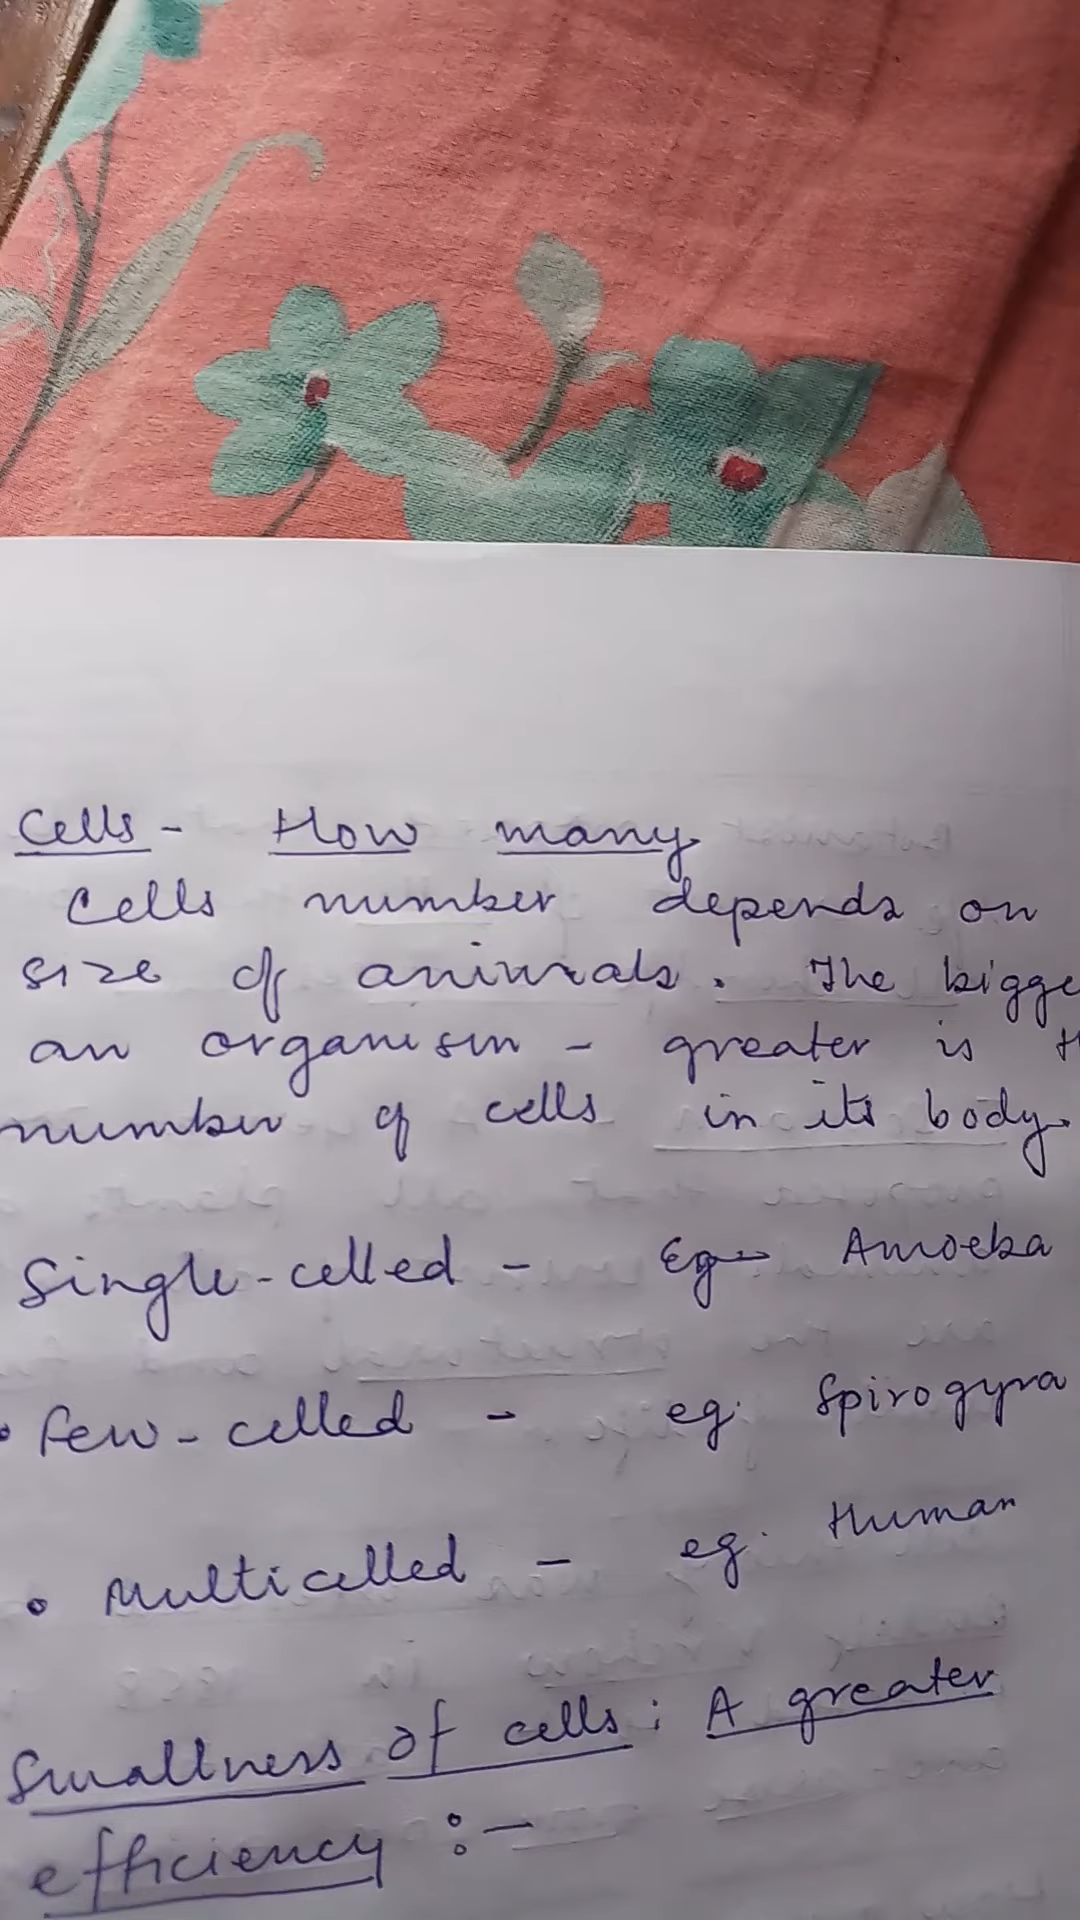 Cells - How many
Cells number depends on
size of animals. The bigge
an organism - greater is th
number of cells in its body.
Single-celled - Eg- Amoeba
• Few-celled - eg. Spirogyra
• Multicelled - eg. Human
Smallness of cells : A greater
efficiency :-